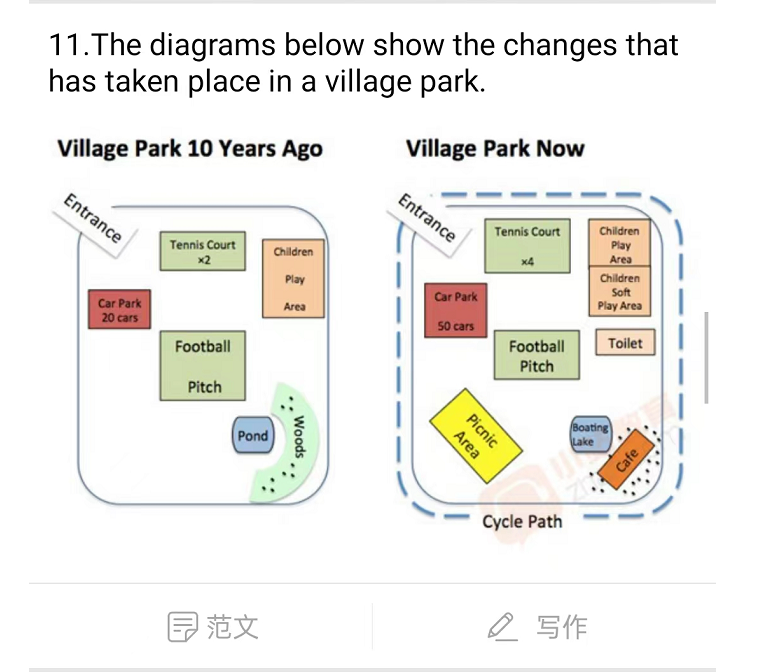 11.The diagrams below show the changes that
has taken place in a village park.
Village Park 10 Years Ago
Entrance
Tennis Court
x2
Children
Play
Area
Car Park
20 cars
Football
Pitch
Pond
Woods
Village Park Now
Entrance
Tennis Court
x4
Children
Play
Area
Children
Soft
Play Area
Car Park
50 cars
Football
Pitch
Toilet
Picnic
Area
Boating
Lake
Cafe
Cycle Path
范文
写作